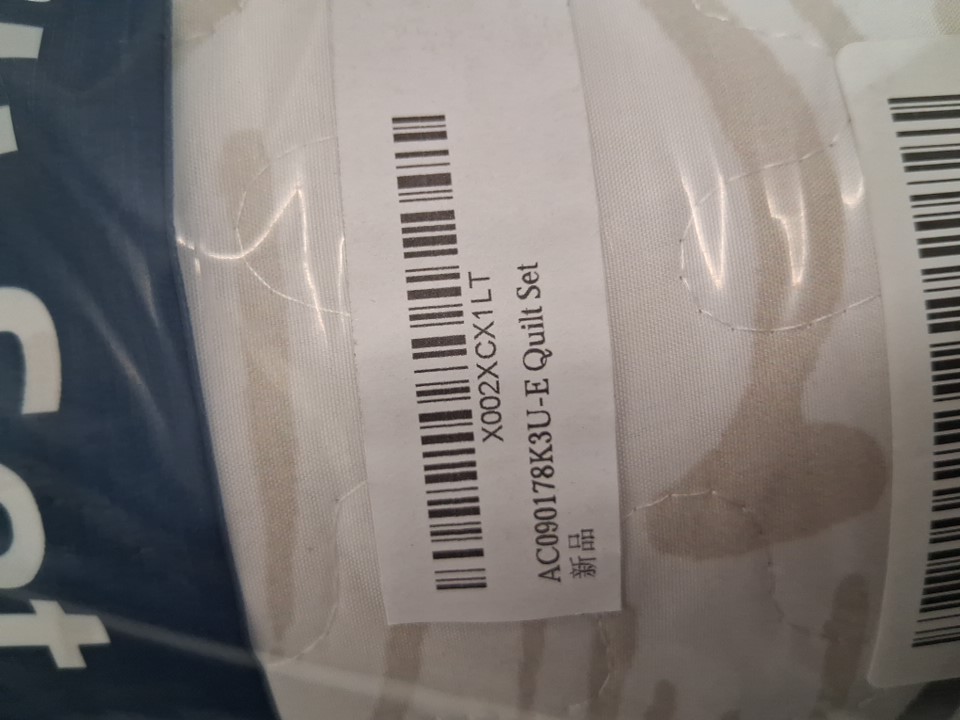 X002XCX1LT
AC090178K3U-E Quilt Set
新品